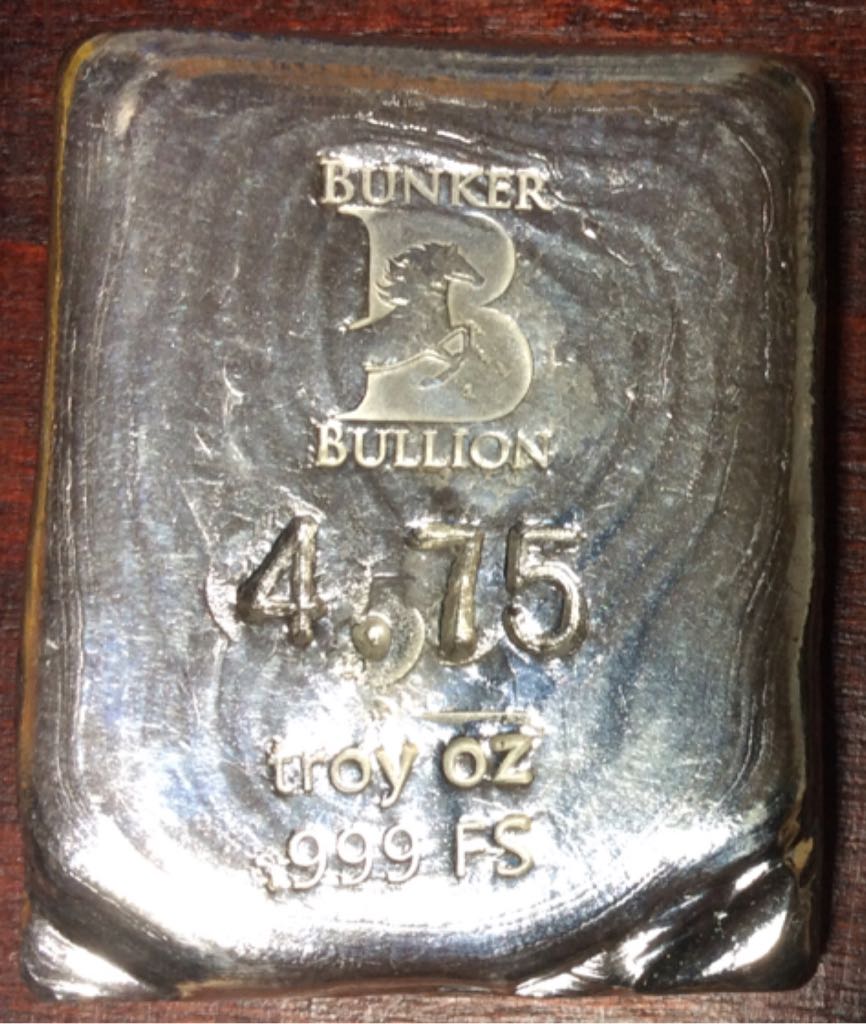 BUNKER
B
BULLION
4.75
troy oz
.999 FS